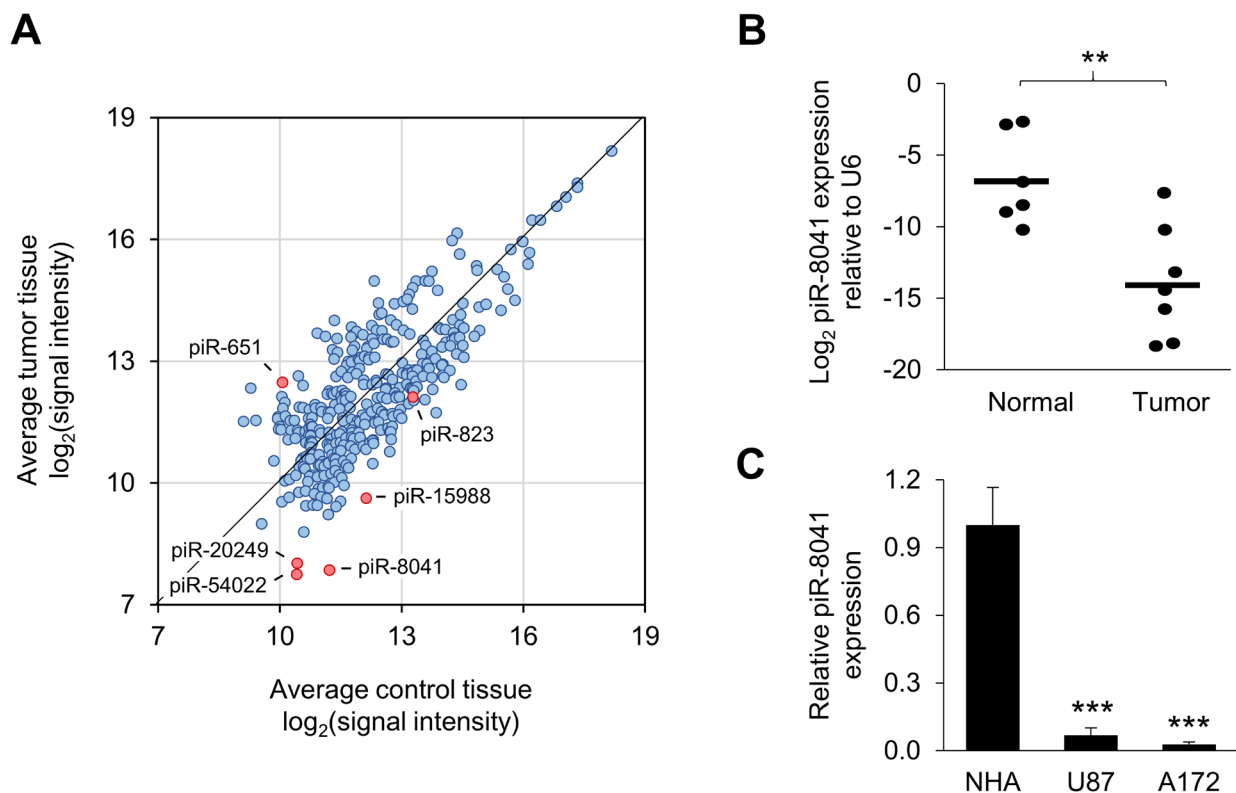 A
Average tumor tissue
log₂(signal intensity)
19
16
13
10
7
piR-651
piR-823
piR-15988
piR-20249
piR-8041
piR-54022
7 10 13 16 19
Average control tissue
log₂(signal intensity)
B
Log₂ piR-8041 expression
relative to U6
**
0
-5
-10
-15
-20
Normal Tumor
C
Relative piR-8041
expression
1.2
0.9
0.6
0.3
0.0
*** ***
NHA U87 A172